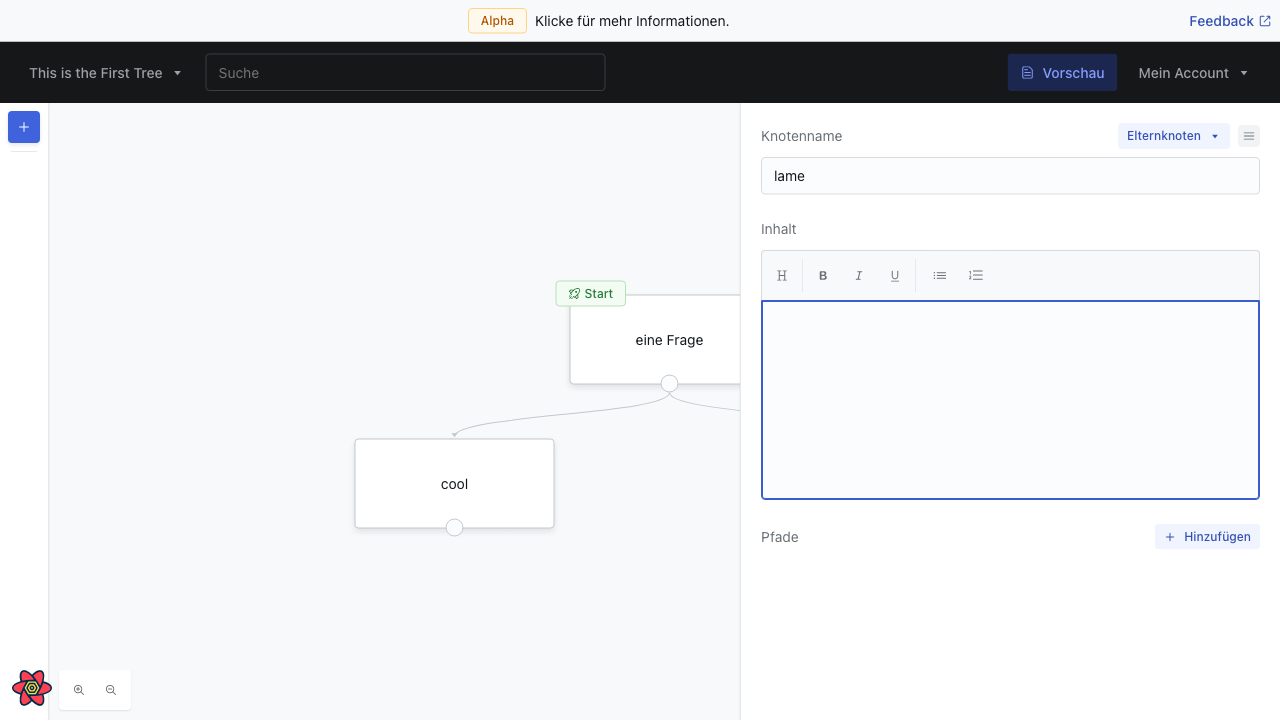 Alpha Klicke für mehr Informationen. Feedback
This is the First Tree Suche Vorschau Mein Account
Knotenname Elternknoten
lame
Inhalt
H B I U
Start
eine Frage
cool
Pfade Hinzufügen